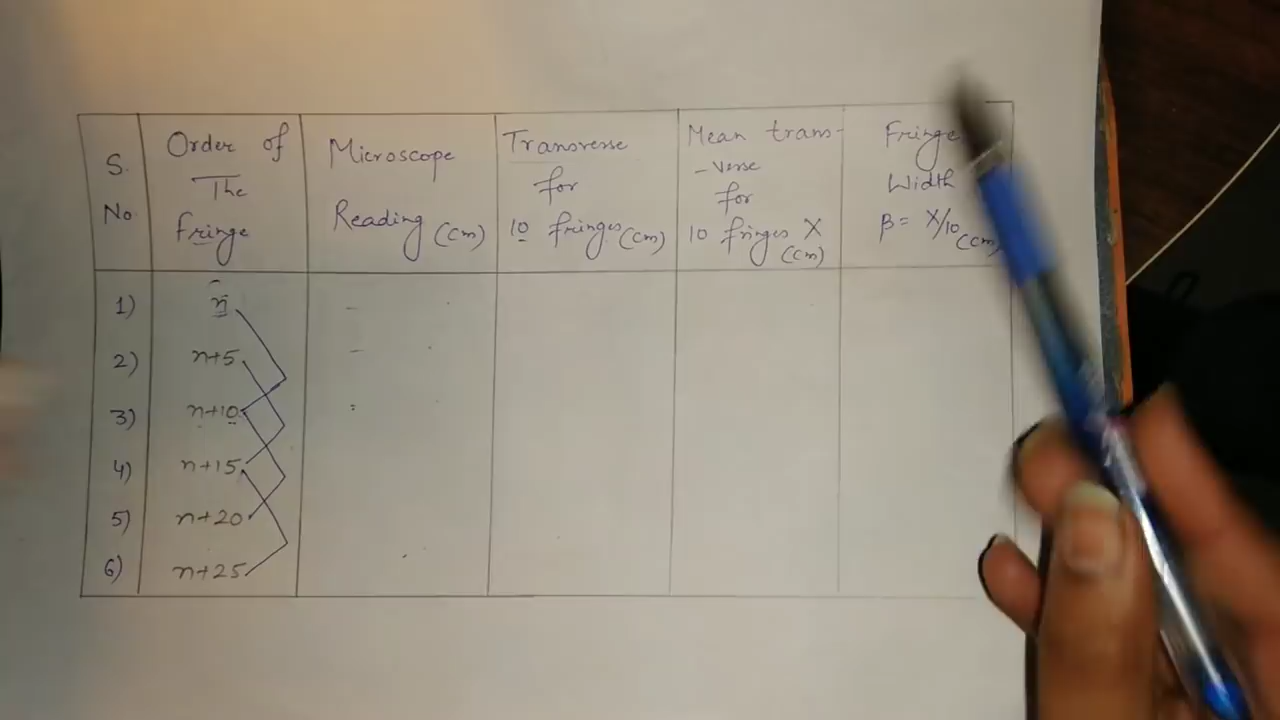 S.
No.
Order of
The
fringe
Microscope
Reading (cm)
Transverse
for
10 fringes (cm)
Mean trans-
-verse
for
10 fringes X
(cm)
Fringe
Width
β = X/10
(cm)
1) n
2) n+5
3) n+10
4) n+15
5) n+20
6) n+25